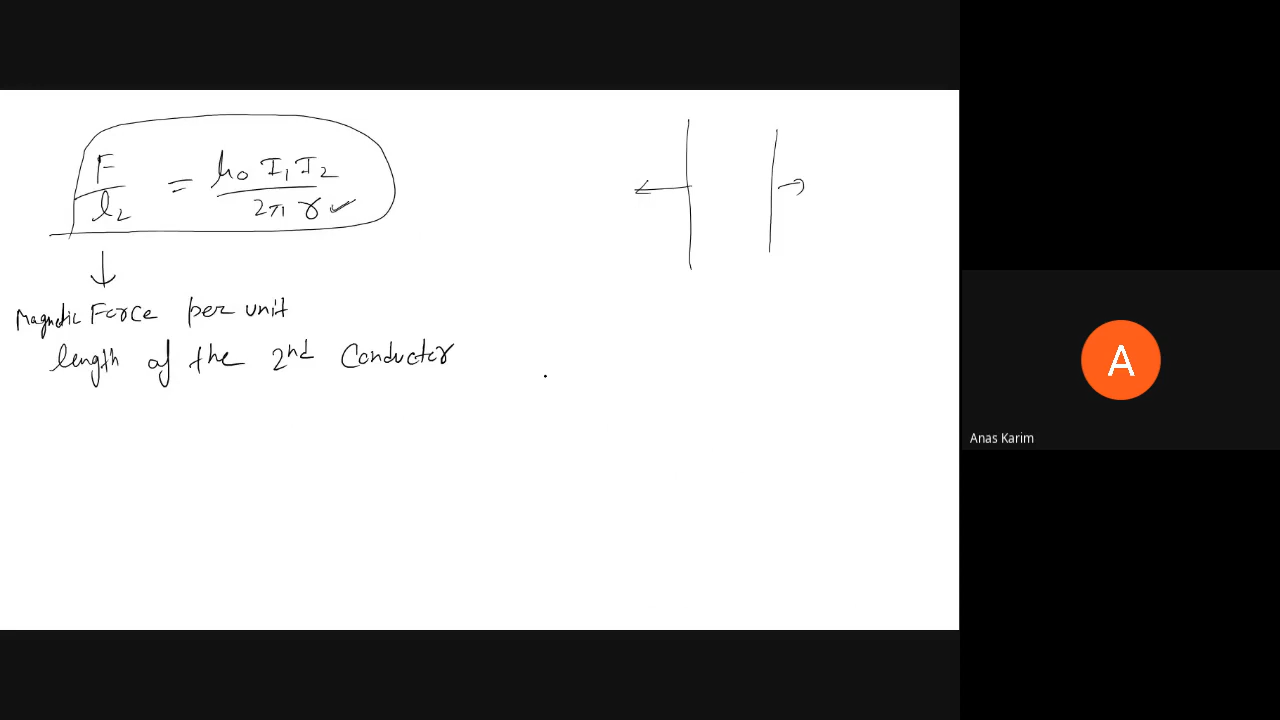 F/l₂ = μ₀ I₁ I₂ / 2π r ✓
Magnetic Force per unit
length of the 2nd Conductor
A
Anas Karim